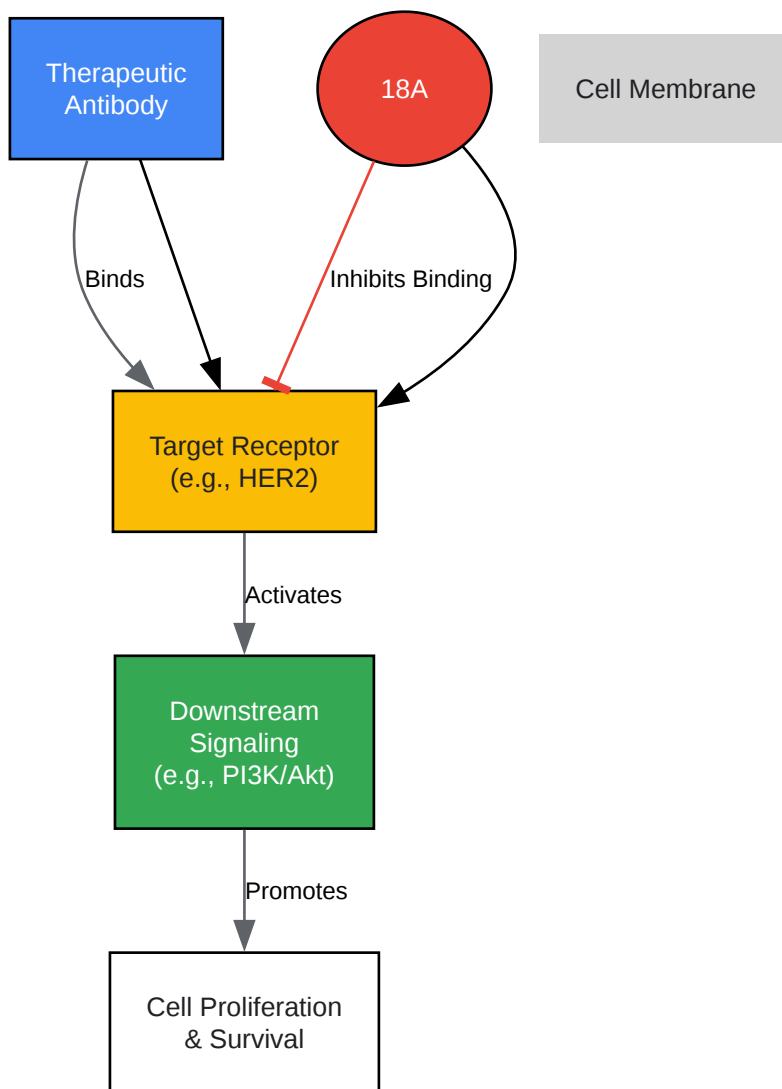 Therapeutic
Antibody
18A
Cell Membrane
Binds
Inhibits Binding
Target Receptor
(e.g., HER2)
Activates
Downstream
Signaling
(e.g., PI3K/Akt)
Promotes
Cell Proliferation
& Survival